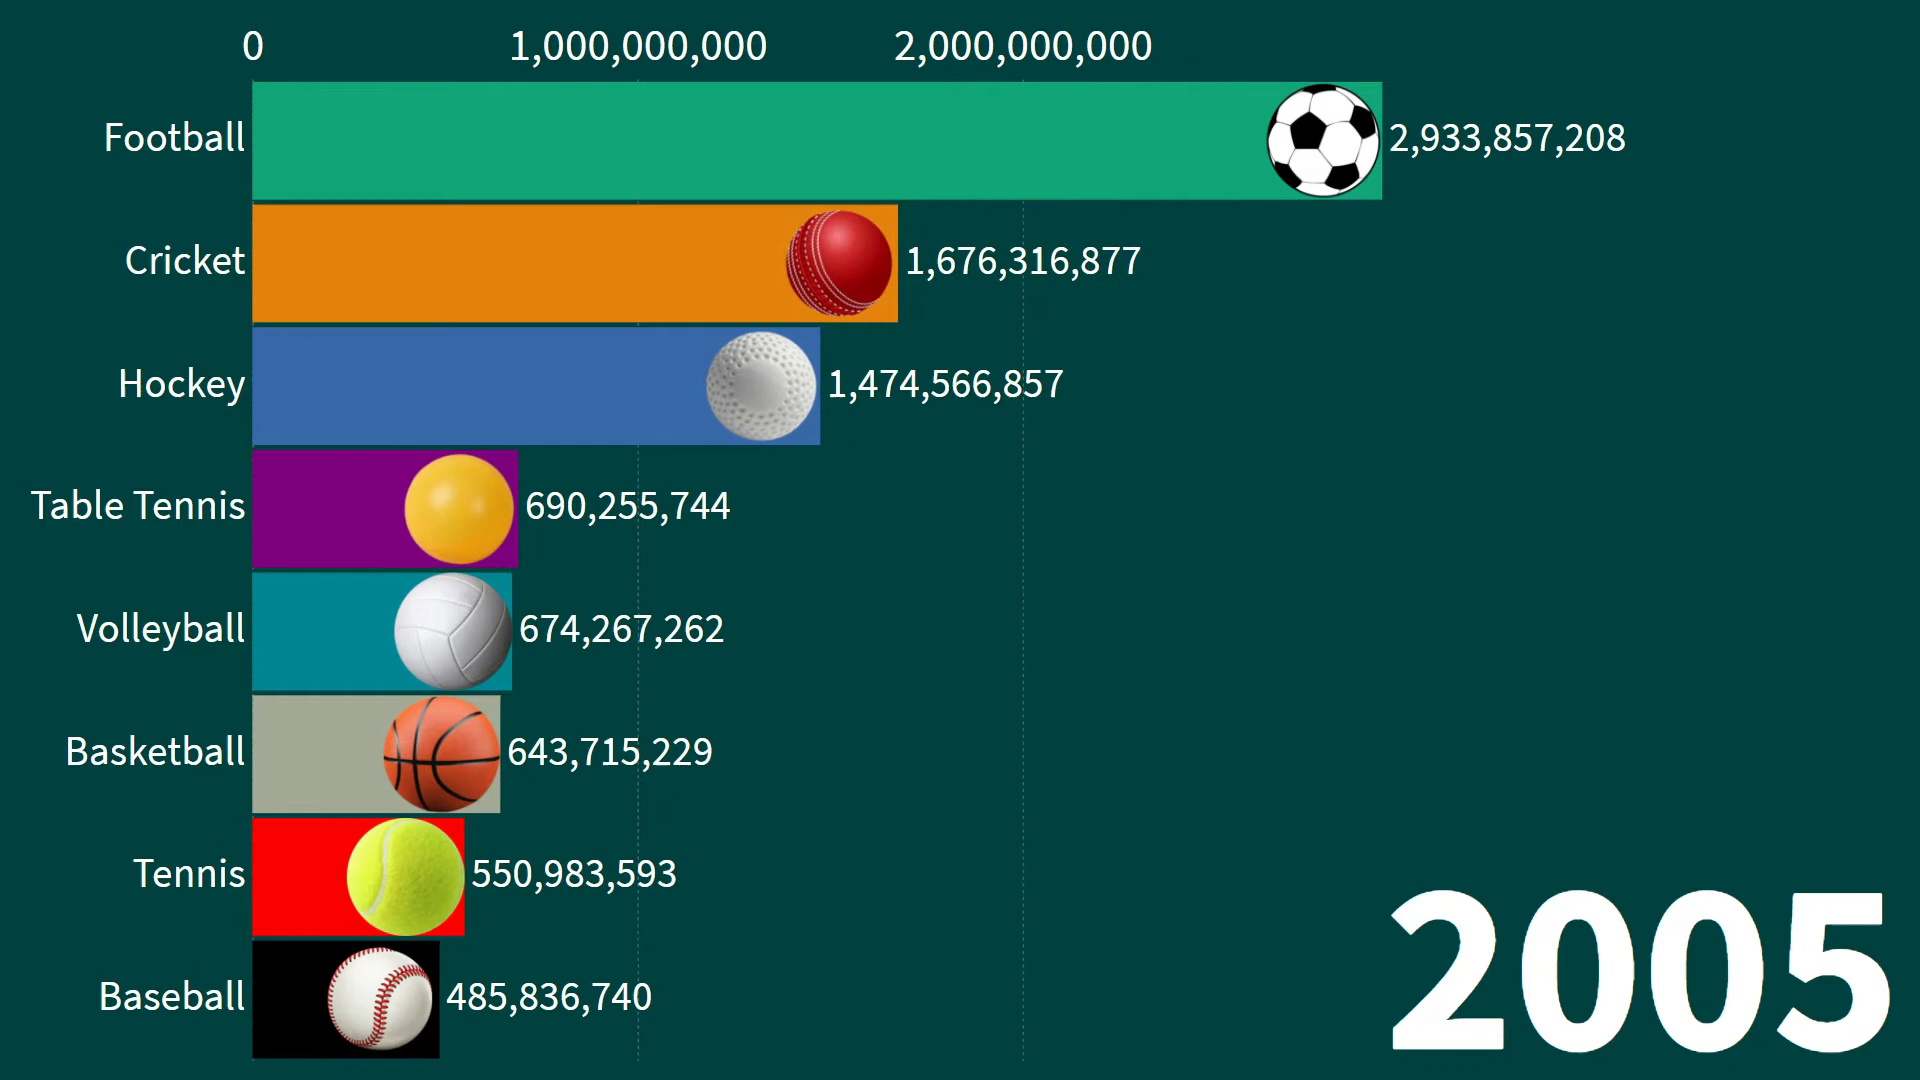 0 1,000,000,000 2,000,000,000
Football 2,933,857,208
Cricket 1,676,316,877
Hockey 1,474,566,857
Table Tennis 690,255,744
Volleyball 674,267,262
Basketball 643,715,229
Tennis 550,983,593
Baseball 485,836,740
2005